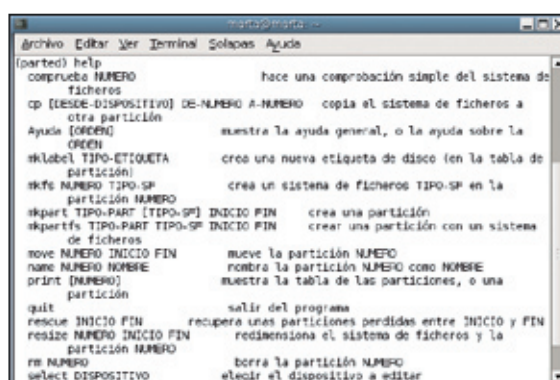 marta@marta: ~
Archivo Editar Ver Terminal Solapas Ayuda
(parted) help
comprueba NUMERO hace una comprobación simple del sistema de
ficheros
cp [DESDE-DISPOSITIVO] DE-NUMERO A-NUMERO copia el sistema de ficheros a
otra partición
Ayuda [ORDEN] muestra la ayuda general, o la ayuda sobre la
ORDEN
mklabel TIPO-ETIQUETA crea una nueva etiqueta de disco (en la tabla de
partición)
mkfs NUMERO TIPO-SF crea un sistema de ficheros TIPO-SF en la
partición NUMERO
mkpart TIPO-PART [TIPO-SF] INICIO FIN crea una partición
mkpartfs TIPO-PART TIPO-SF INICIO FIN crear una partición con un sistema
de ficheros
move NUMERO INICIO FIN mueve la partición NUMERO
name NUMERO NOMBRE nombra la partición NUMERO como NOMBRE
print [NUMERO] muestra la tabla de las particiones, o una
partición
quit salir del programa
rescue INICIO FIN recupera unas particiones perdidas entre INICIO y FIN
resize NUMERO INICIO FIN redimensiona el sistema de ficheros y la
partición NUMERO
rm NUMERO borra la partición NUMERO
select DISPOSITIVO elegir el dispositivo a editar